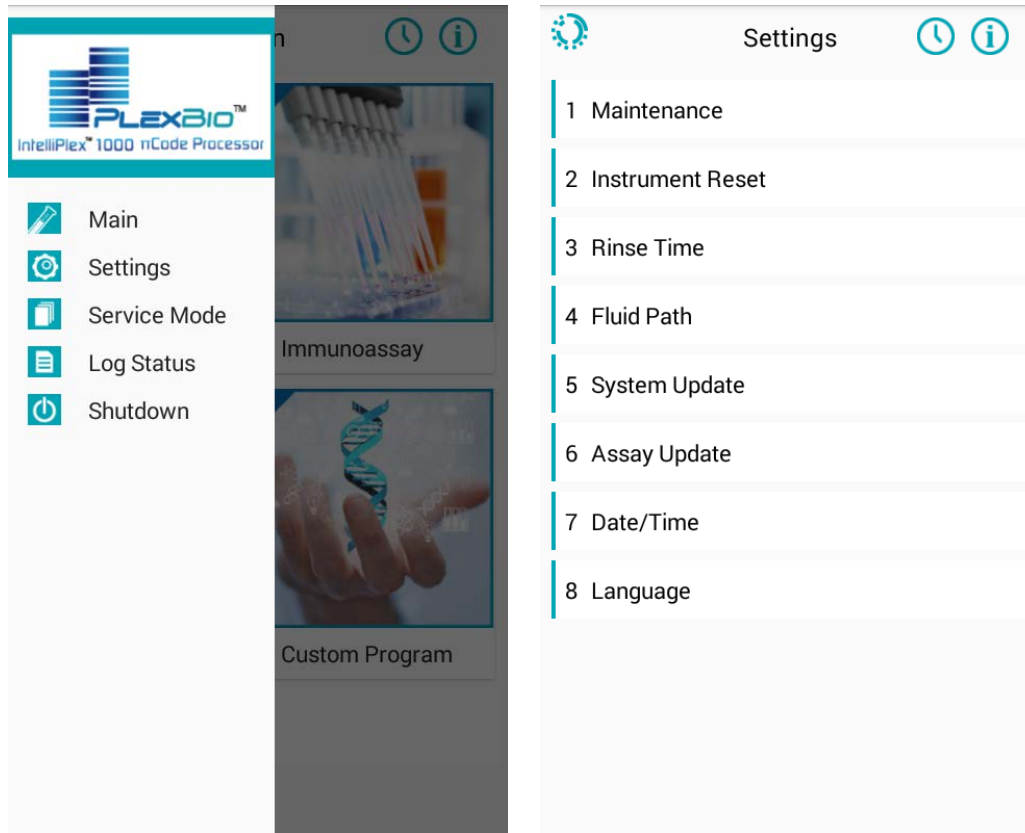 PLEXBIO™
IntelliPlex™ 1000 πCode Processor
Main
Settings
Service Mode
Log Status
Shutdown
n
Immunoassay
Custom Program
Settings
1 Maintenance
2 Instrument Reset
3 Rinse Time
4 Fluid Path
5 System Update
6 Assay Update
7 Date/Time
8 Language